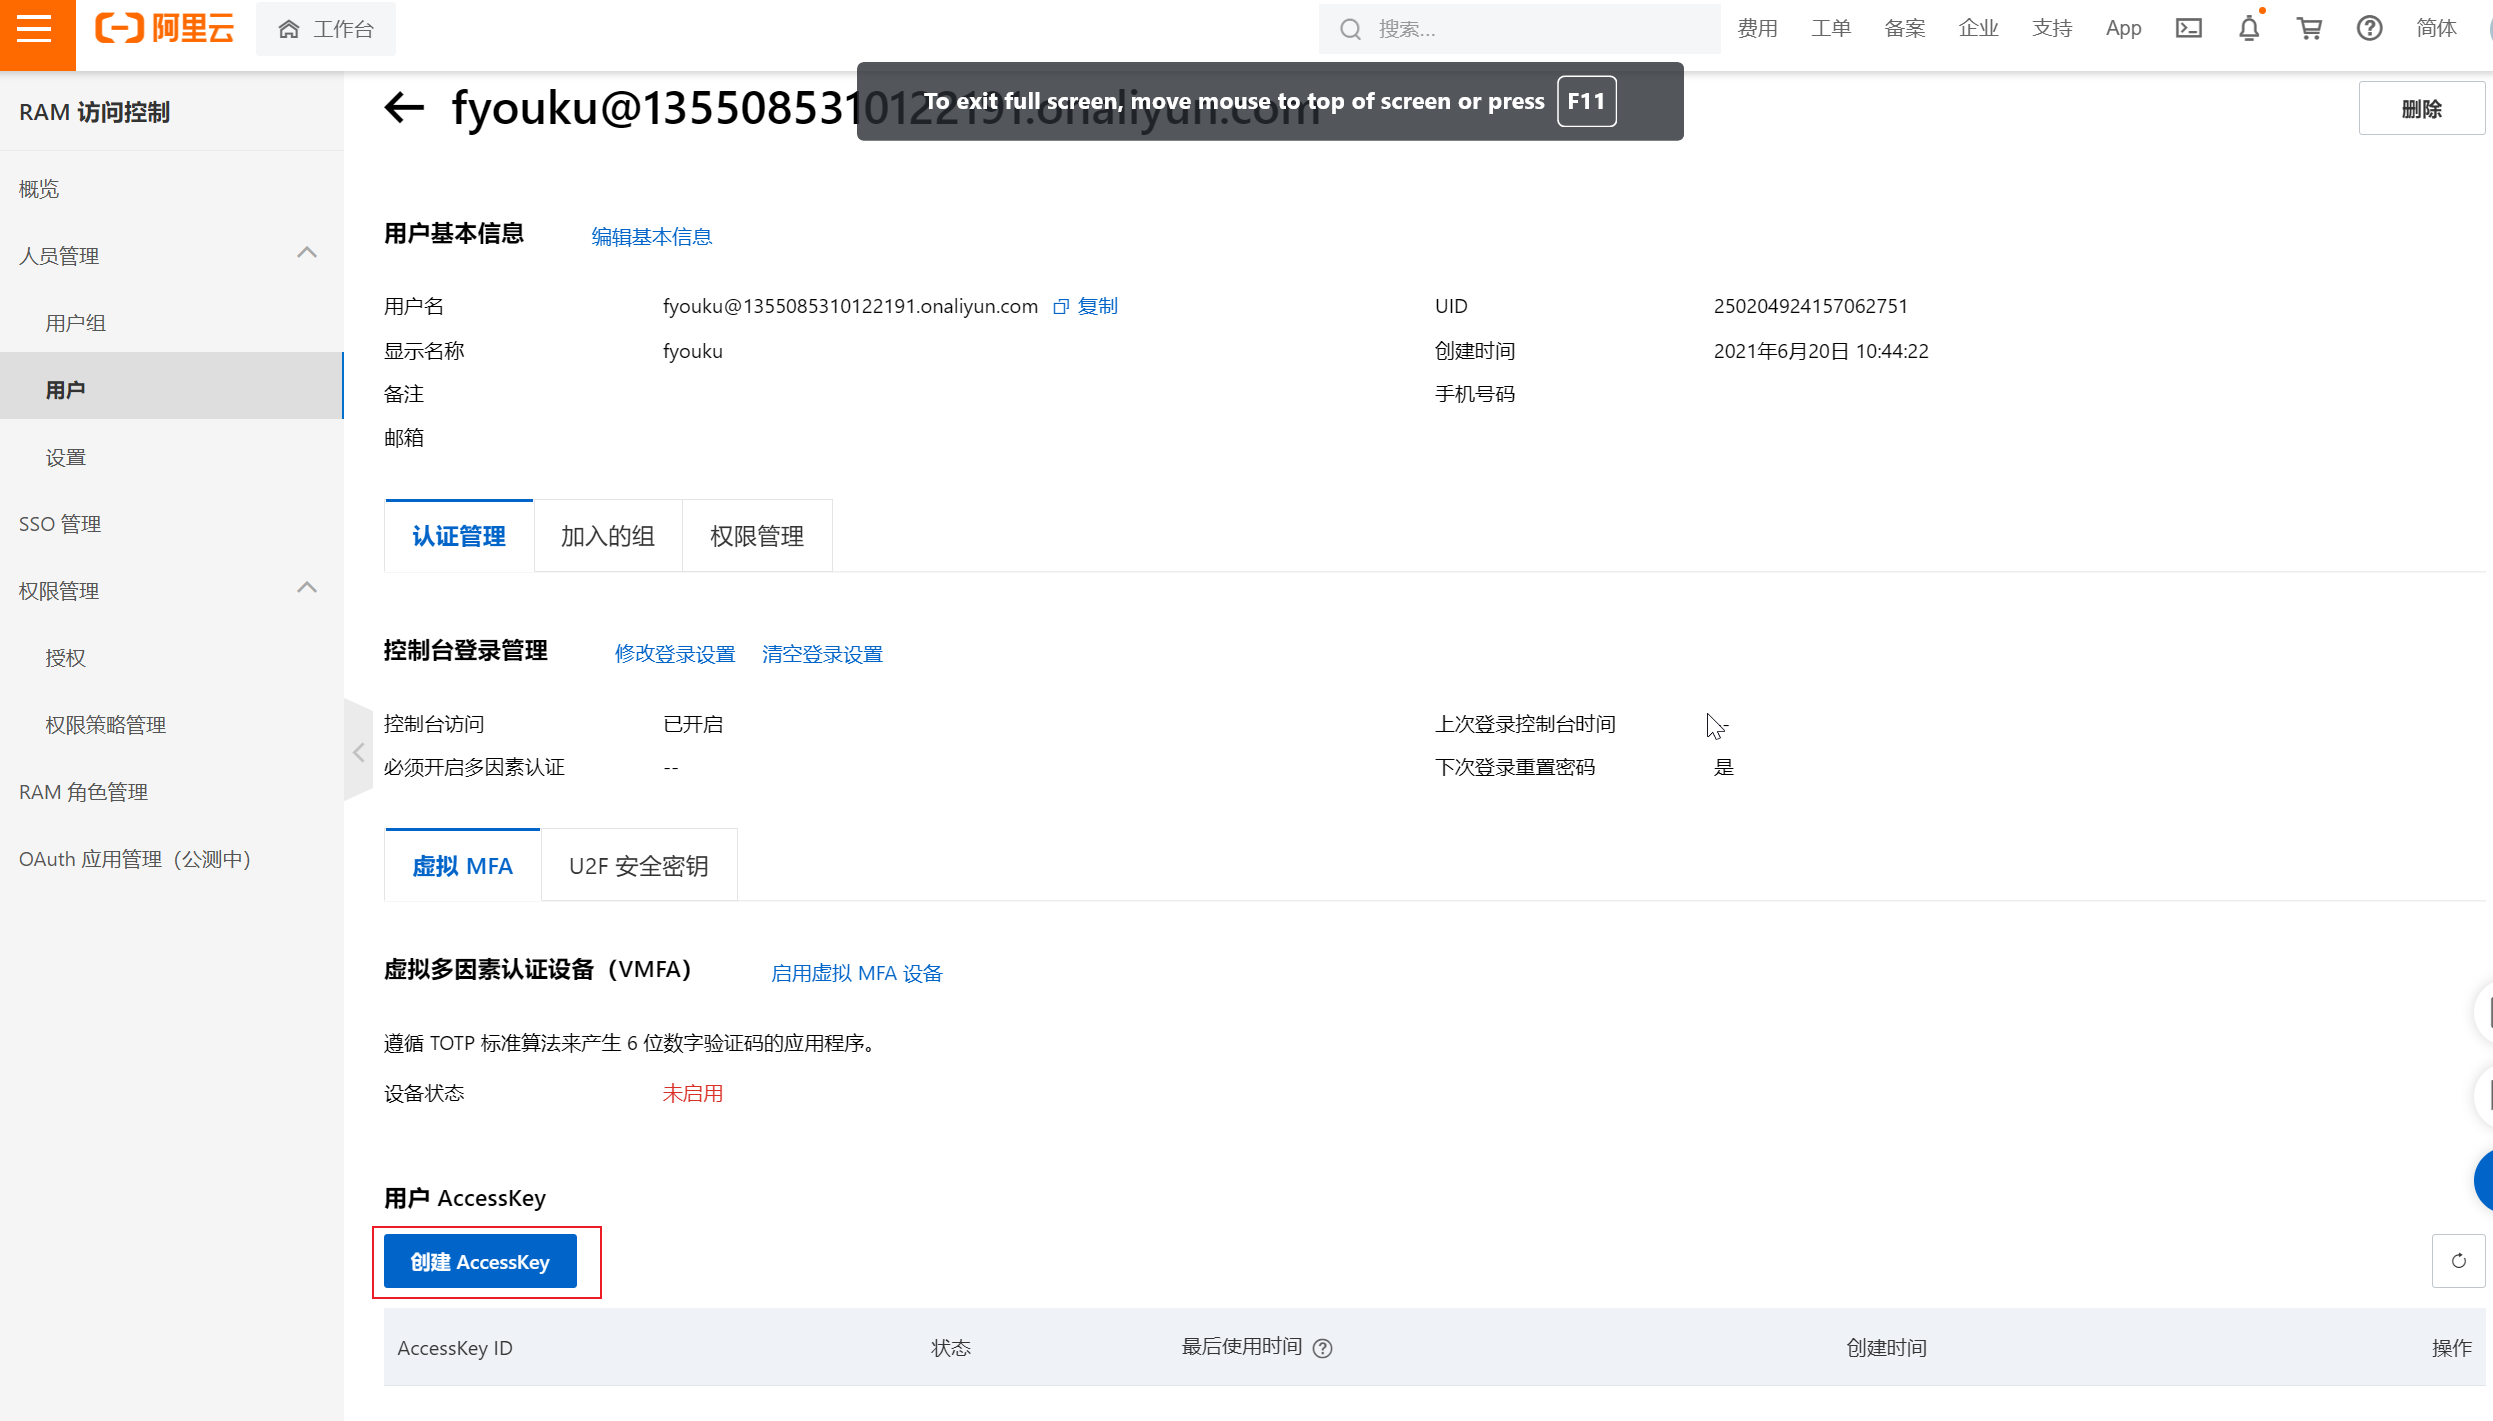 阿里云
工作台
搜索...
费用
工单
备案
企业
支持
App
简体
RAM 访问控制
概览
人员管理
用户组
用户
设置
SSO 管理
权限管理
授权
权限策略管理
RAM 角色管理
OAuth 应用管理（公测中）
fyouku@1355085310122191.onaliyun.com
To exit full screen, move mouse to top of screen or press F11
删除
用户基本信息 编辑基本信息
用户名 fyouku@1355085310122191.onaliyun.com 复制 UID 250204924157062751
显示名称 fyouku 创建时间 2021年6月20日 10:44:22
备注 手机号码
邮箱
认证管理 加入的组 权限管理
控制台登录管理 修改登录设置 清空登录设置
控制台访问 已开启 上次登录控制台时间
必须开启多因素认证 -- 下次登录重置密码 是
虚拟 MFA U2F 安全密钥
虚拟多因素认证设备（VMFA） 启用虚拟 MFA 设备
遵循 TOTP 标准算法来产生 6 位数字验证码的应用程序。
设备状态 未启用
用户 AccessKey
创建 AccessKey
AccessKey ID 状态 最后使用时间 创建时间 操作